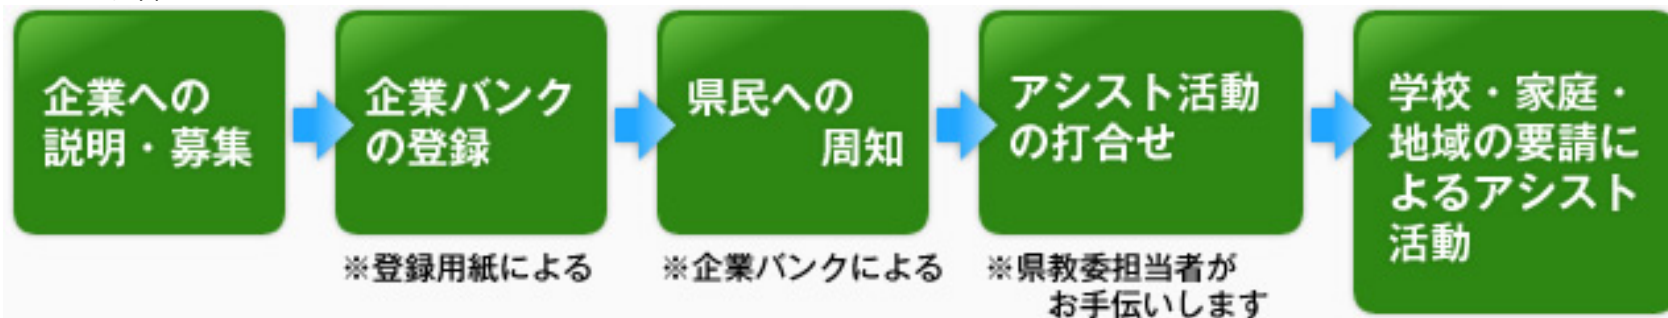 企業への
説明・募集
企業バンク
の登録
※登録用紙による
県民への
周知
※企業バンクによる
アシスト活動
の打合せ
※県教委担当者が
お手伝いします
学校・家庭・
地域の要請に
よるアシスト
活動